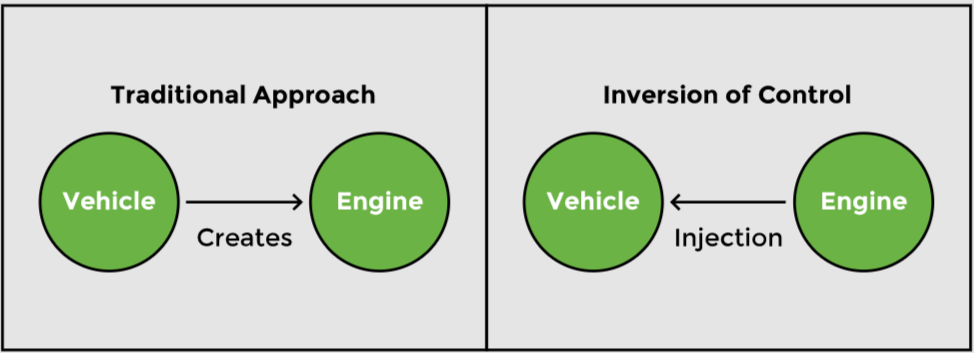 Traditional Approach
Vehicle
Creates
Engine
Inversion of Control
Vehicle
Injection
Engine